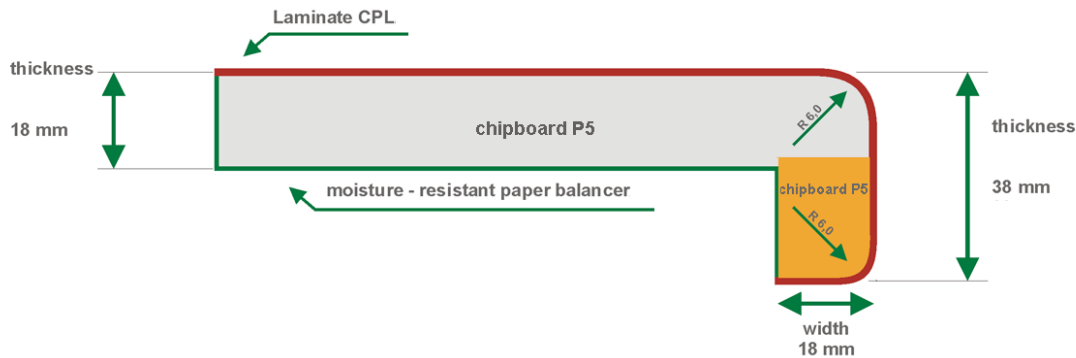 Laminate CPL
thickness
18 mm
chipboard P5
R 6,0
thickness
38 mm
moisture - resistant paper balancer
chipboard P5
R 6,0
width
18 mm